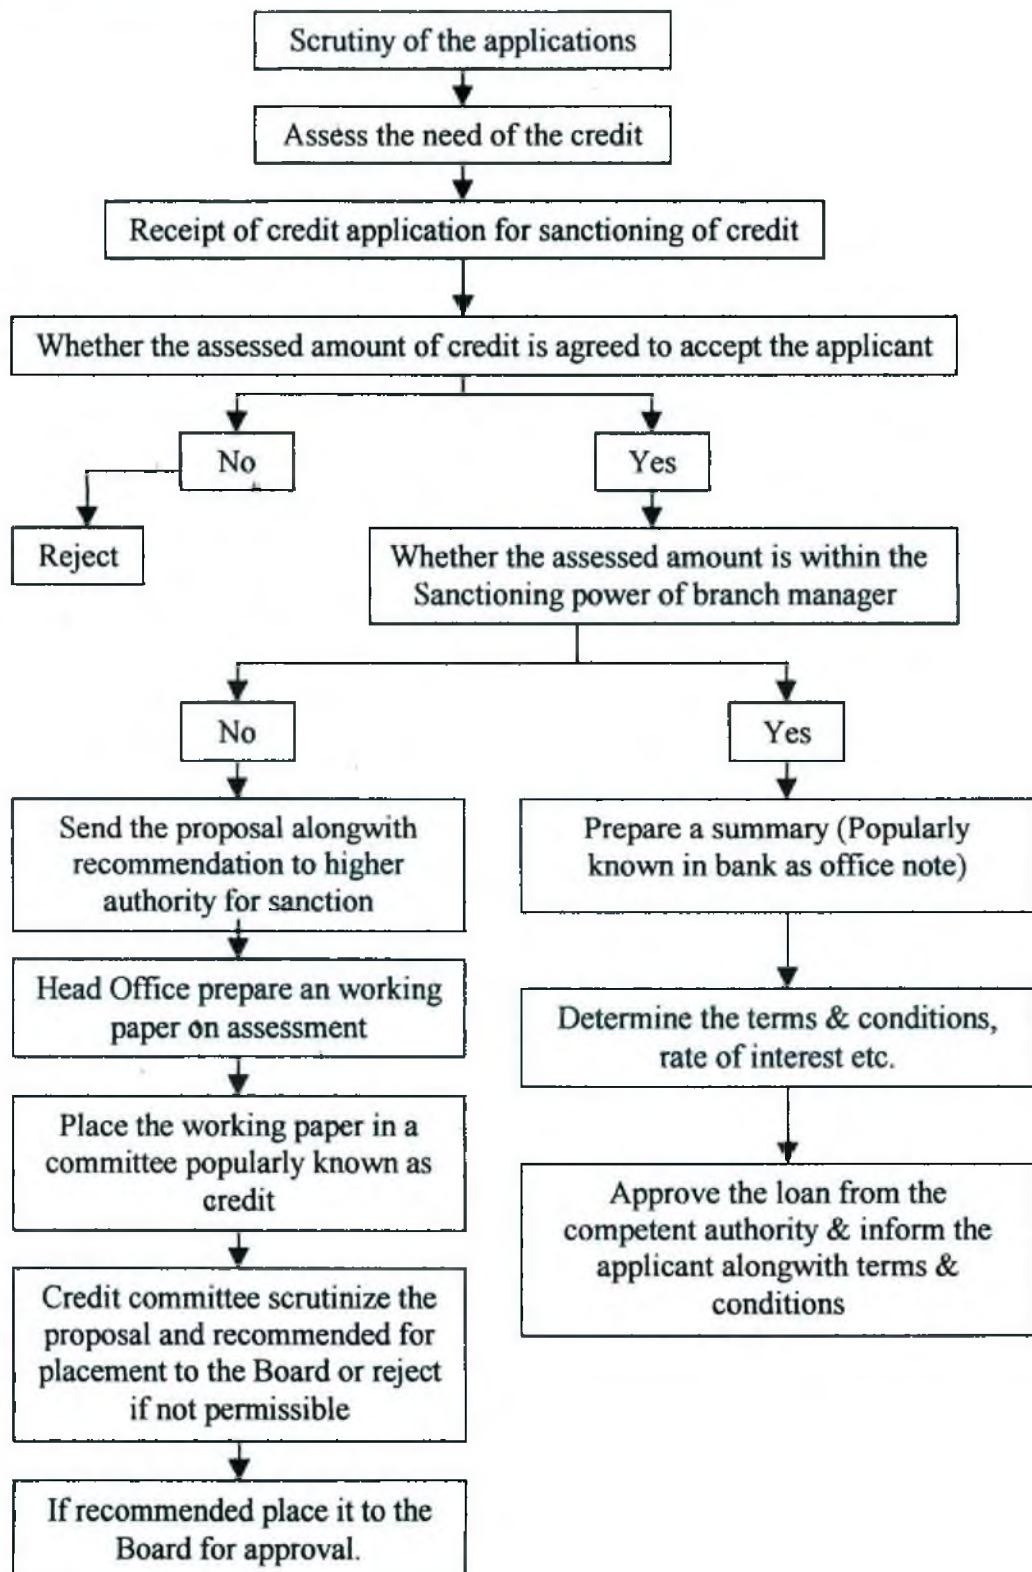 Scrutiny of the applications
Assess the need of the credit
Receipt of credit application for sanctioning of credit
Whether the assessed amount of credit is agreed to accept the applicant
No
Yes
Reject
Whether the assessed amount is within the
Sanctioning power of branch manager
No
Yes
Send the proposal alongwith
recommendation to higher
authority for sanction
Head Office prepare an working
paper on assessment
Place the working paper in a
committee popularly known as
credit
Credit committee scrutinize the
proposal and recommended for
placement to the Board or reject
if not permissible
If recommended place it to the
Board for approval.
Prepare a summary (Popularly
known in bank as office note)
Determine the terms & conditions,
rate of interest etc.
Approve the loan from the
competent authority & inform the
applicant alongwith terms &
conditions